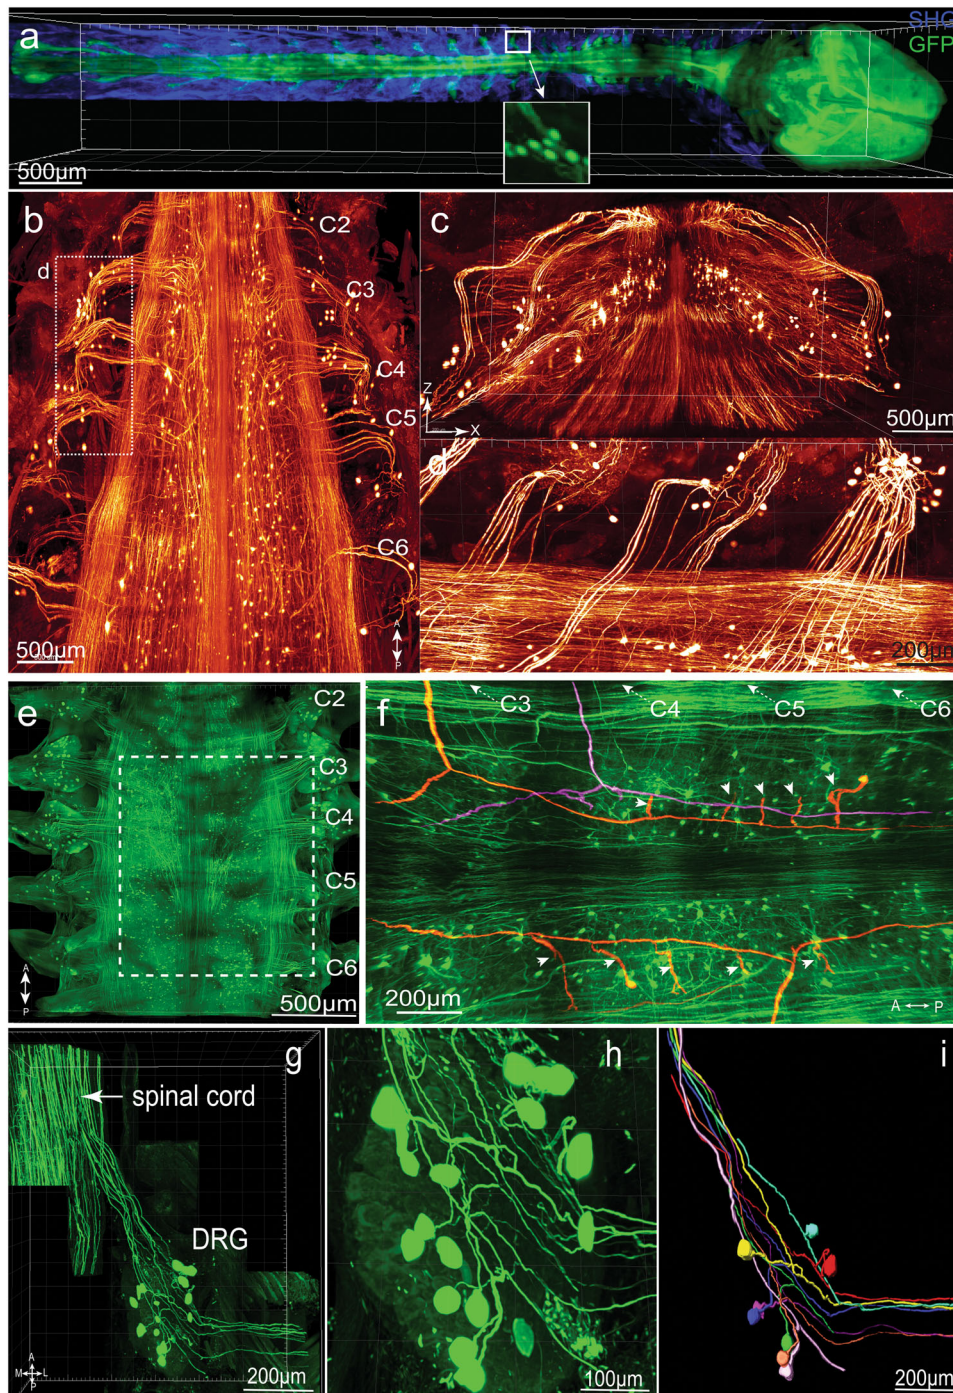 a
SHG
GFP
500μm
b
C2
d
C3
C4
C5
C6
500μm
A
P
c
Z
X
500μm
d
200μm
e
C2
C3
C4
C5
C6
A
P
500μm
f
C3
C4
C5
C6
200μm
A
P
g
spinal cord
DRG
A
M
L
P
200μm
h
100μm
i
200μm